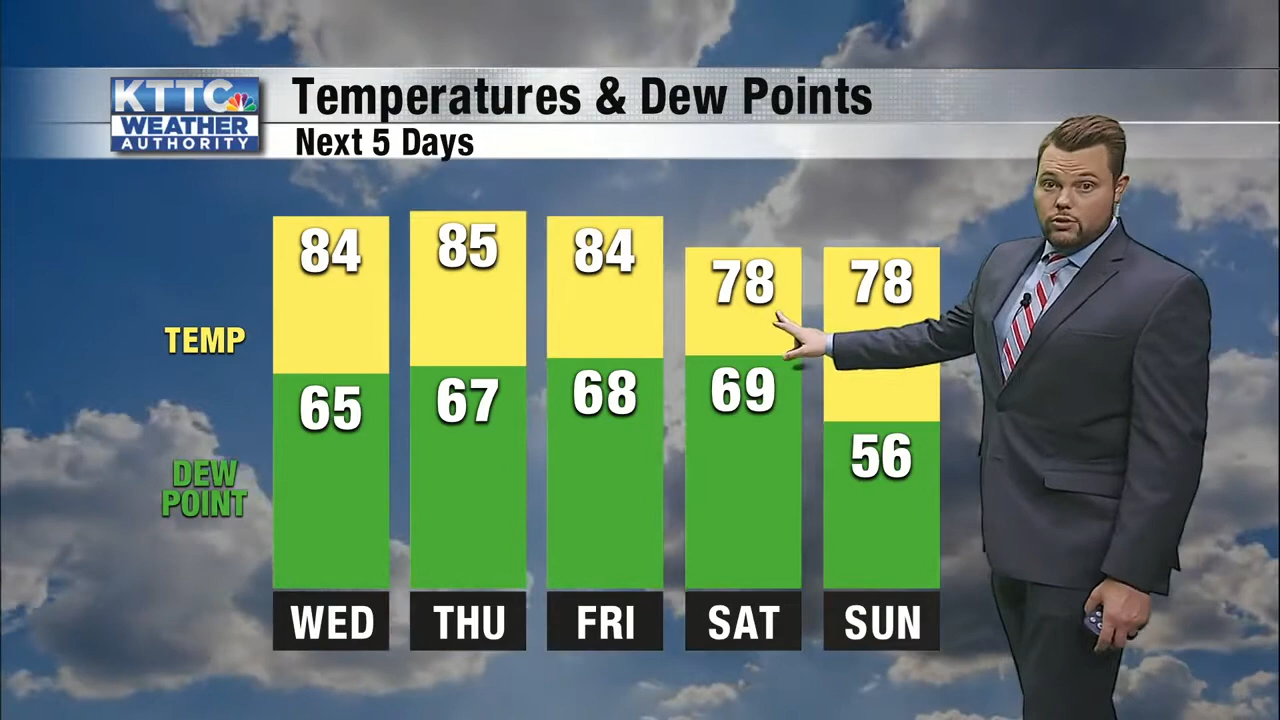 KTTC
WEATHER
AUTHORITY
Temperatures & Dew Points
Next 5 Days
84
85
84
78
78
TEMP
65
67
68
69
56
DEW
POINT
WED
THU
FRI
SAT
SUN